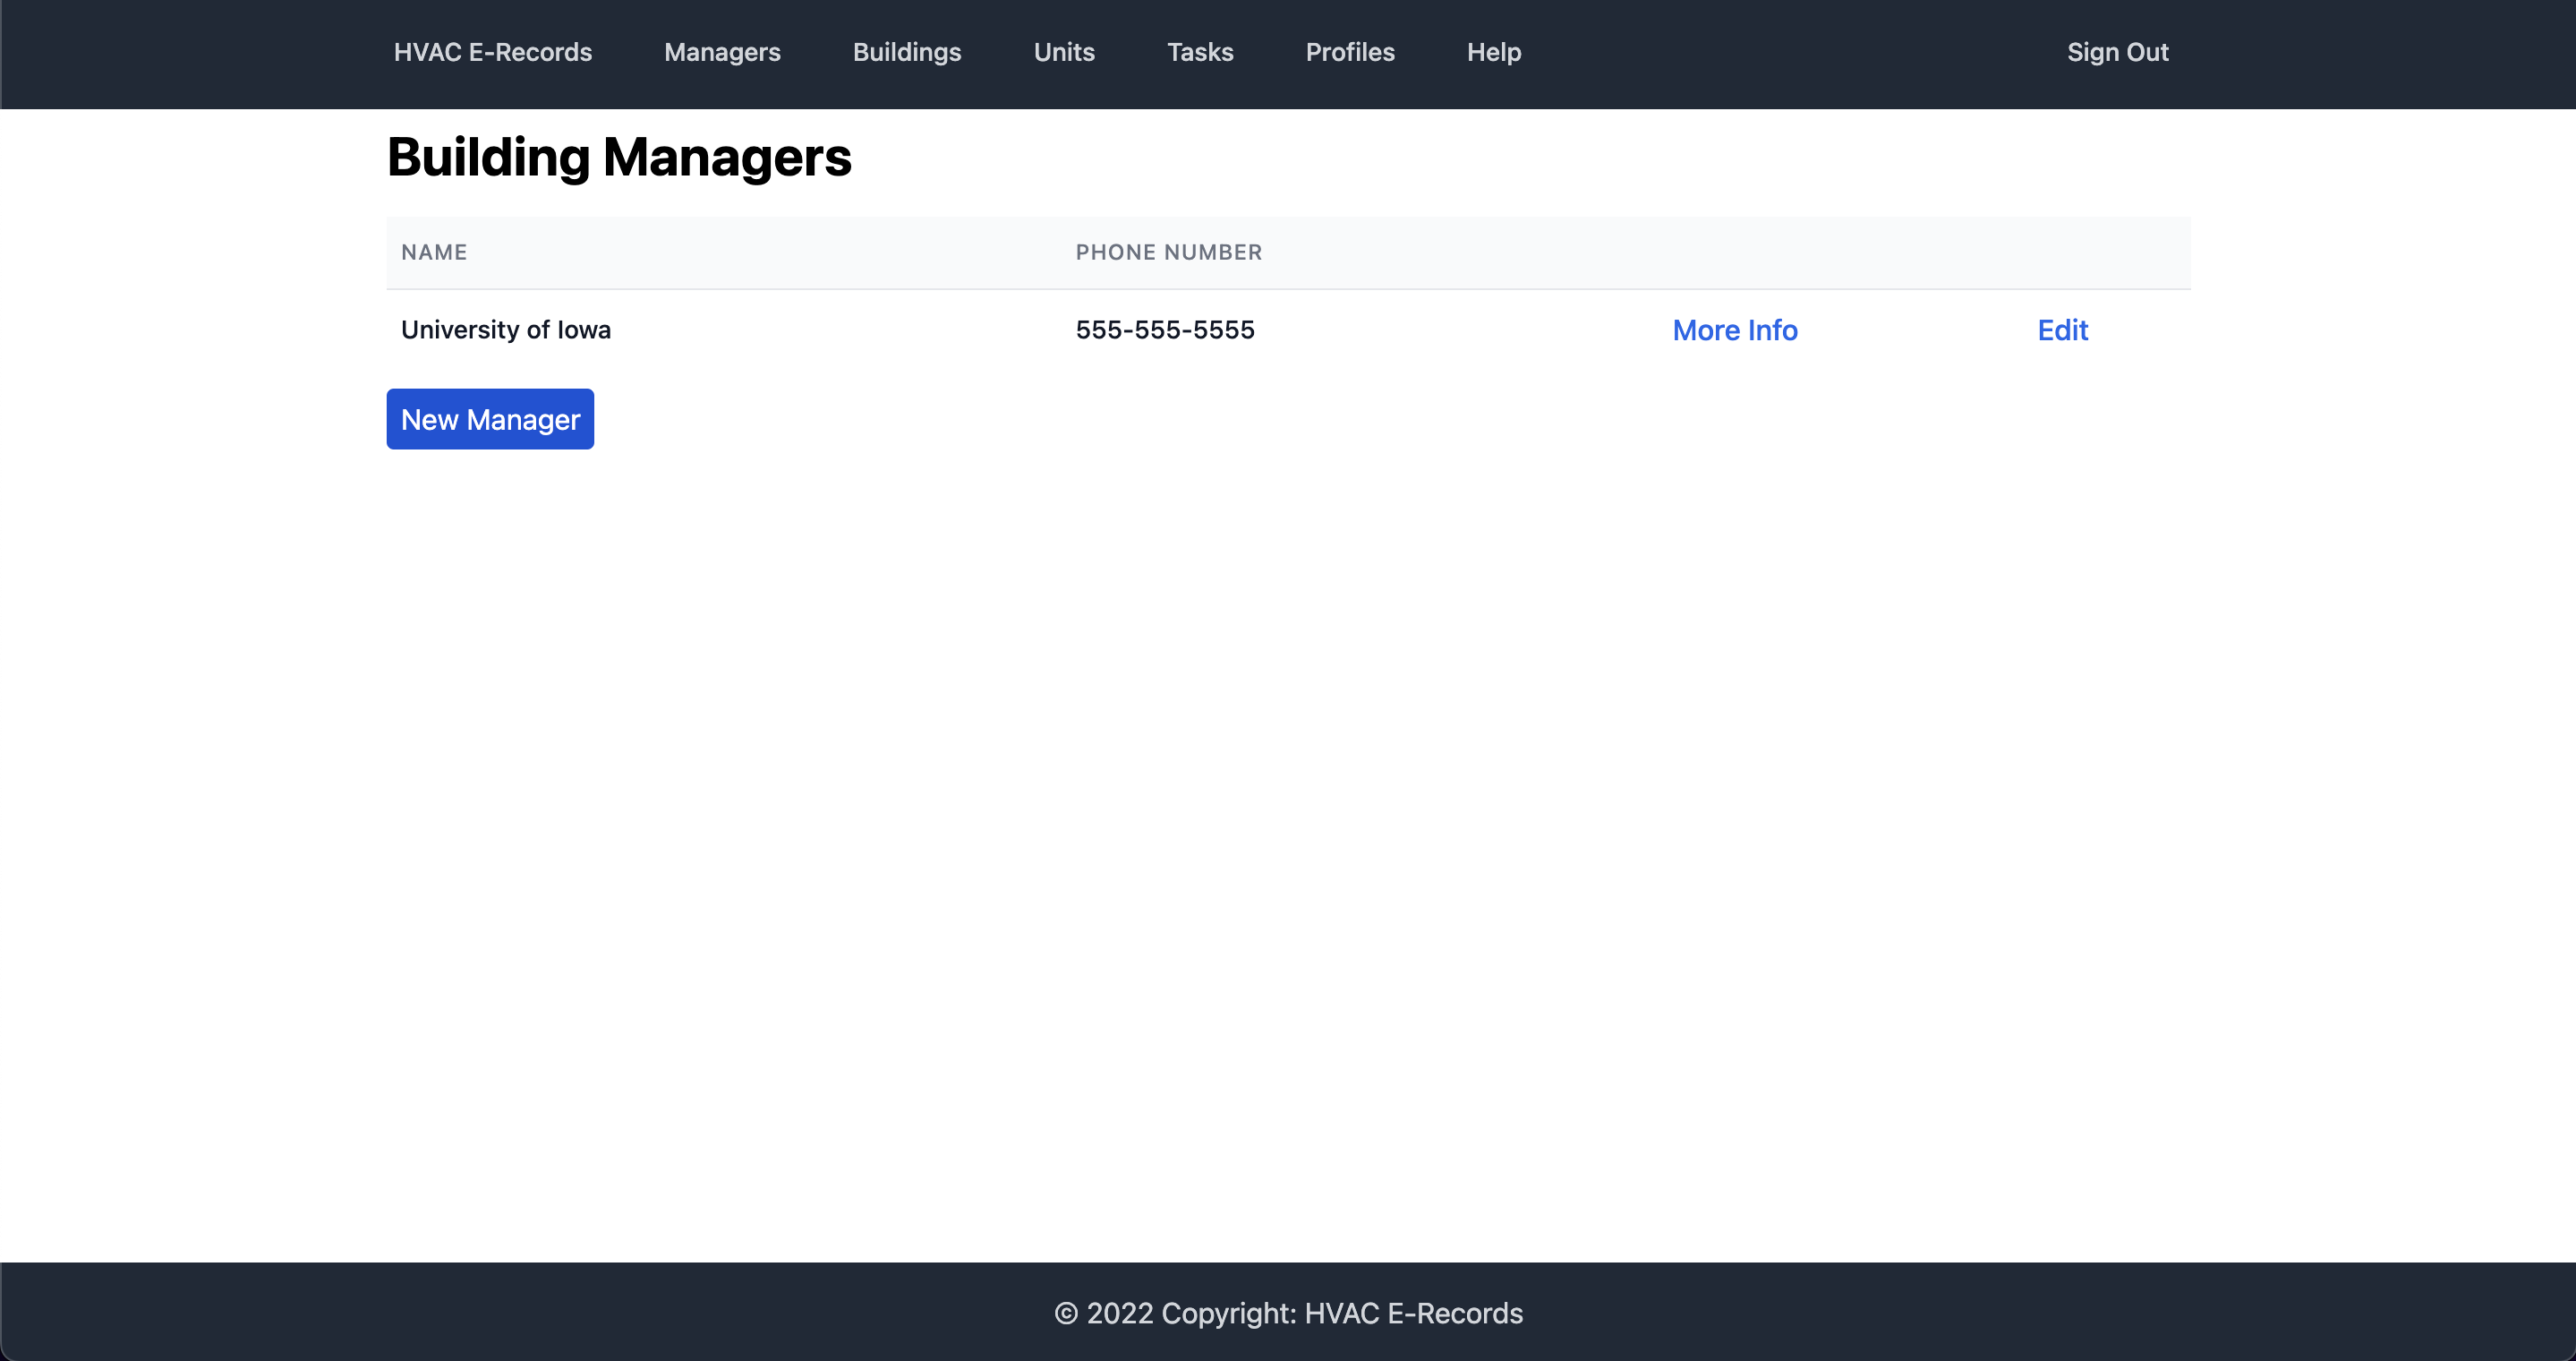 HVAC E-Records Managers Buildings Units Tasks Profiles Help Sign Out
Building Managers
NAME PHONE NUMBER
University of Iowa 555-555-5555 More Info Edit
New Manager
© 2022 Copyright: HVAC E-Records